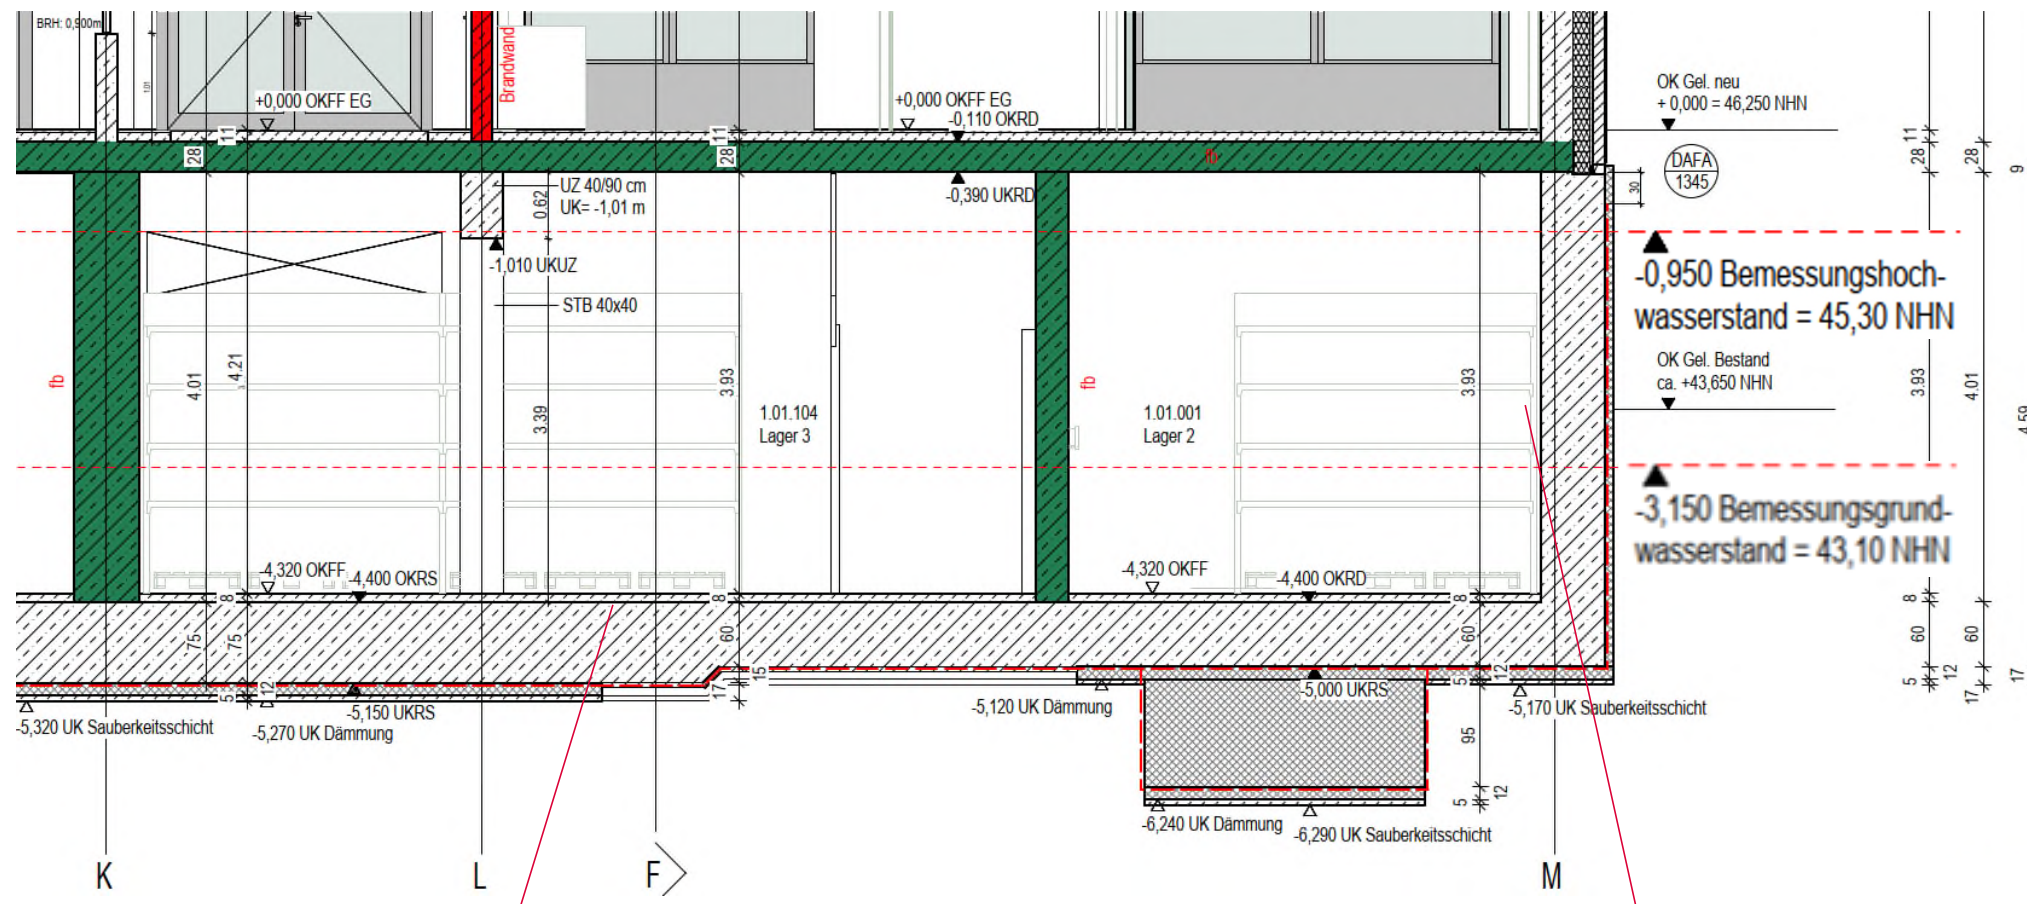 BRH: 0,900m
1.01
Brandwand
+0,000 OKFF EG
+0,000 OKFF EG
-0,110 OKRD
OK Gel. neu
+ 0,000 = 46,250 NHN
11
28
11
28
fb
DAFA
1345
30
11
28
28
9
UZ 40/90 cm
UK= -1,01 m
0.62
-0,390 UKRD
-1,010 UKUZ
STB 40x40
-0,950 Bemessungshoch-
wasserstand = 45,30 NHN
OK Gel. Bestand
ca. +43,650 NHN
fb
4.01
4.21
3.39
3.93
1.01.104
Lager 3
fb
1.01.001
Lager 2
3.93
3.93
4.01
4.59
-3,150 Bemessungsgrund-
wasserstand = 43,10 NHN
-4,320 OKFF
-4,400 OKRS
-4,320 OKFF
-4,400 OKRD
8
8
8
8
75
75
60
60
60
60
12
5
15
17
5
12
5
12
17
17
-5,320 UK Sauberkeitsschicht
-5,150 UKRS
-5,270 UK Dämmung
-5,120 UK Dämmung
-5,000 UKRS
-5,170 UK Sauberkeitsschicht
95
5
12
-6,240 UK Dämmung
-6,290 UK Sauberkeitsschicht
K
L
F
M